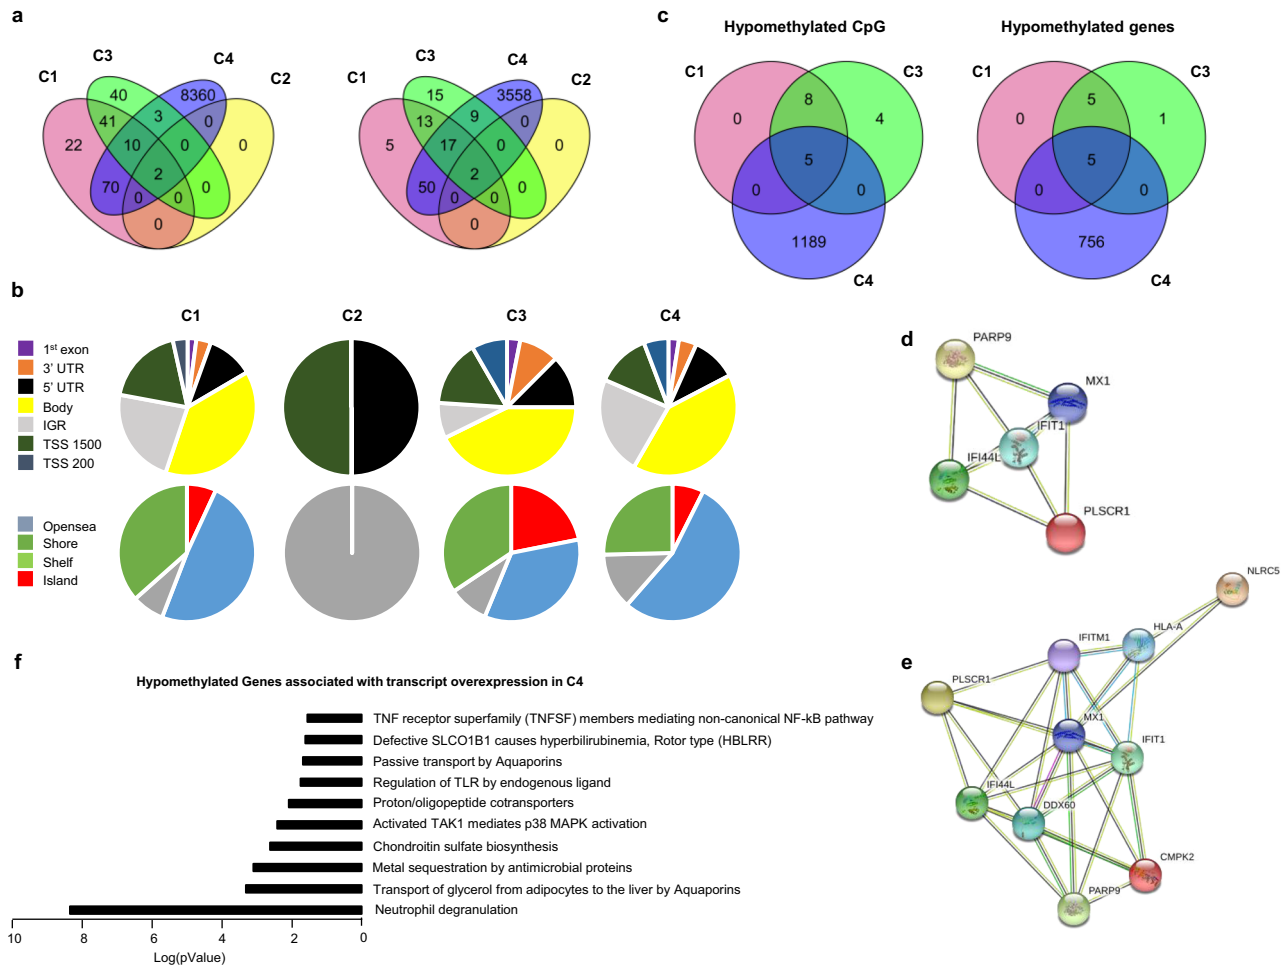 a
C3
C4
C1
C2
40
8360
41
3
0
22
10
0
0
70
2
0
0
0
0
C3
C4
C1
C2
15
3558
13
9
0
5
17
0
0
50
2
0
0
0
0
c
Hypomethylated CpG
C1
C3
8
0
4
5
0
0
1189
C4
Hypomethylated genes
C1
C3
5
0
1
5
0
0
756
C4
b
C1
C2
C3
C4
1st exon
3' UTR
5' UTR
Body
IGR
TSS 1500
TSS 200
Opensea
Shore
Shelf
Island
d
PARP9
MX1
IFIT1
IFI44L
PLSCR1
e
NLRC5
HLA-A
IFITM1
PLSCR1
MX1
IFIT1
IFI44L
DDX60
CMPK2
PARP9
f
Hypomethylated Genes associated with transcript overexpression in C4
TNF receptor superfamily (TNFSF) members mediating non-canonical NF-kB pathway
Defective SLCO1B1 causes hyperbilirubinemia, Rotor type (HBLRR)
Passive transport by Aquaporins
Regulation of TLR by endogenous ligand
Proton/oligopeptide cotransporters
Activated TAK1 mediates p38 MAPK activation
Chondroitin sulfate biosynthesis
Metal sequestration by antimicrobial proteins
Transport of glycerol from adipocytes to the liver by Aquaporins
Neutrophil degranulation
10 8 6 4 2 0
Log(pValue)